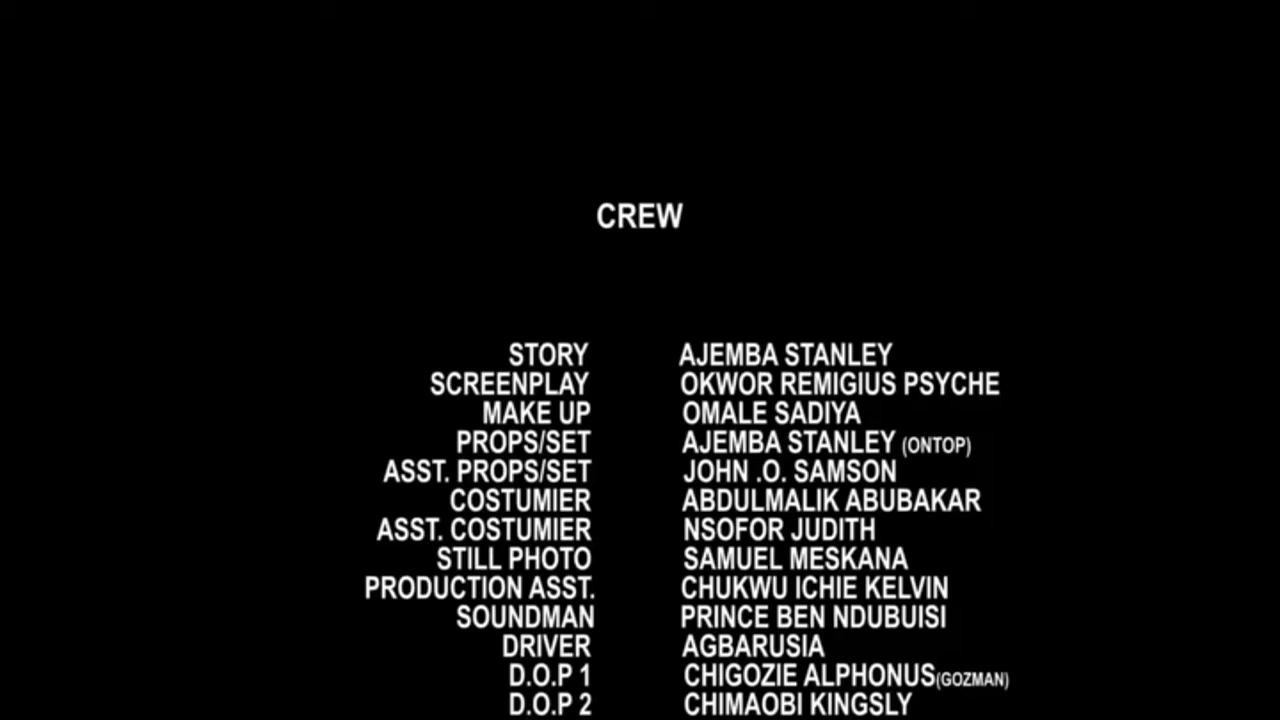 CREW
STORY AJEMBA STANLEY
SCREENPLAY OKWOR REMIGIUS PSYCHE
MAKE UP OMALE SADIYA
PROPS/SET AJEMBA STANLEY (ONTOP)
ASST. PROPS/SET JOHN .O. SAMSON
COSTUMIER ABDULMALIK ABUBAKAR
ASST. COSTUMIER NSOFOR JUDITH
STILL PHOTO SAMUEL MESKANA
PRODUCTION ASST. CHUKWU ICHIE KELVIN
SOUNDMAN PRINCE BEN NDUBUISI
DRIVER AGBARUSIA
D.O.P 1 CHIGOZIE ALPHONUS(GOZMAN)
D.O.P 2 CHIMAOBI KINGSLY